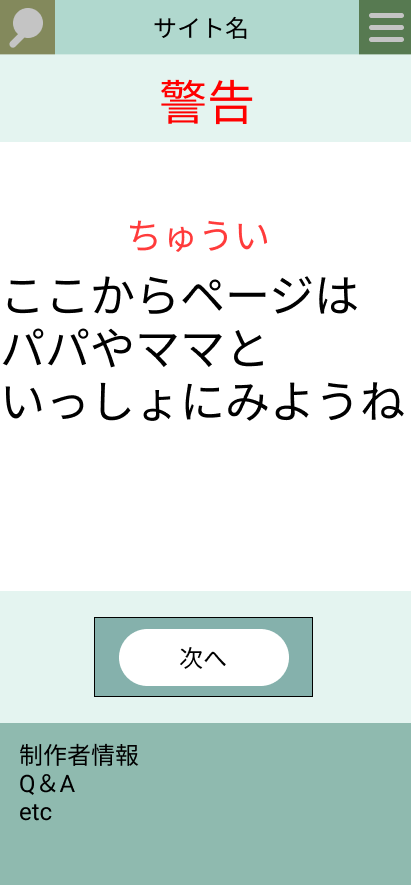 サイト名
警告
ちゅうい
ここからページは
パパやママと
いっしょにみようね
次へ
制作者情報
Q＆A
etc